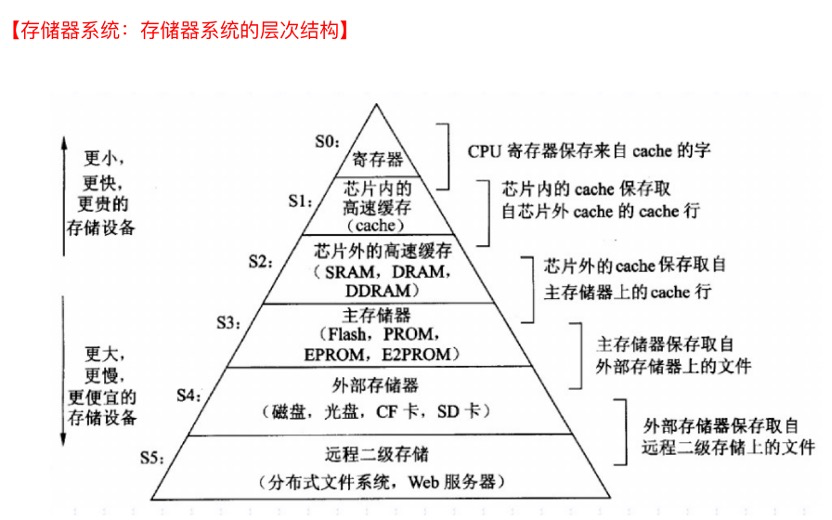 【存储器系统：存储器系统的层次结构】
更小，
更快，
更贵的
存储设备
更大，
更慢，
更便宜的
存储设备
S0：
寄存器
CPU 寄存器保存来自 cache 的字
S1：
芯片内的
高速缓存
（cache）
芯片内的 cache 保存取
自芯片外 cache 的 cache 行
S2：
芯片外的高速缓存
（ SRAM，DRAM，
DDRAM）
芯片外的cache 保存取自
主存储器上的 cache 行
S3：
主存储器
（Flash，PROM，
EPROM，E2PROM）
主存储器保存取自
外部存储器上的文件
S4：
外部存储器
（磁盘，光盘，CF 卡，SD 卡）
外部存储器保存取自
远程二级存储上的文件
S5：
远程二级存储
（分布式文件系统，Web 服务器）